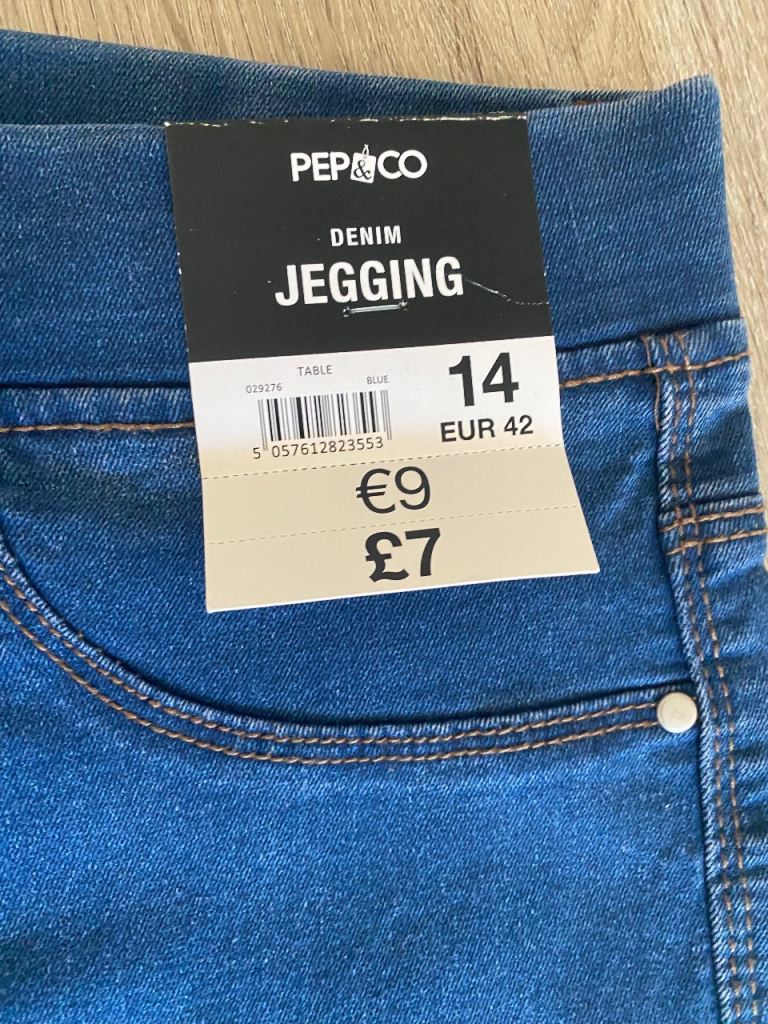 PEP&CO
DENIM
JEGGING
TABLE
029276 BLUE
5 057612823553
14
EUR 42
€9
£7